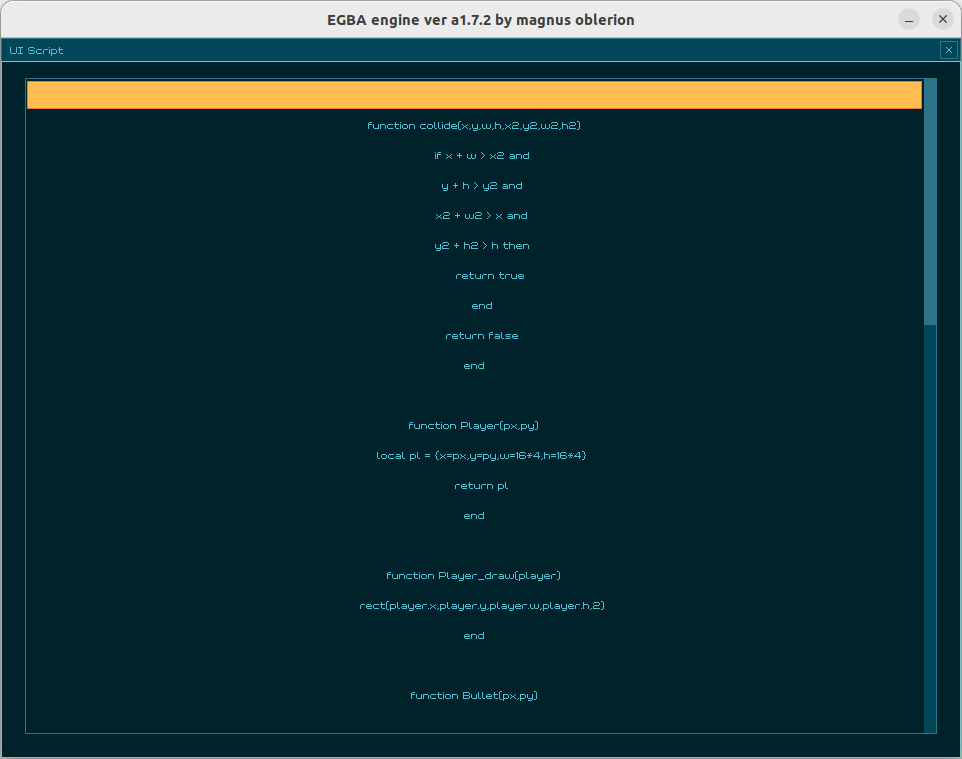 EGBA engine ver a1.7.2 by magnus oblerion
UI Script
function collide(x,y,w,h,x2,y2,w2,h2)
if x + w > x2 and
y + h > y2 and
x2 + w2 > x and
y2 + h2 > h then
return true
end
return false
end
function Player(px,py)
local pl = {x=px,y=py,w=16*4,h=16*4}
return pl
end
function Player_draw(player)
rect(player.x,player.y,player.w,player.h,2)
end
function Bullet(px,py)